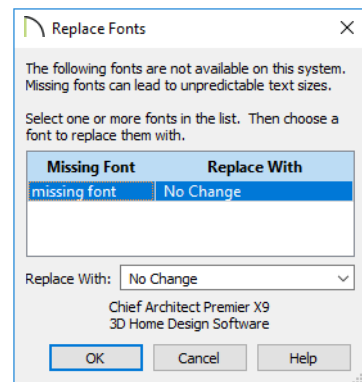 Replace Fonts
The following fonts are not available on this system.
Missing fonts can lead to unpredictable text sizes.
Select one or more fonts in the list. Then choose a
font to replace them with.
Missing Font Replace With
missing font No Change
Replace With: No Change
Chief Architect Premier X9
3D Home Design Software
OK Cancel Help